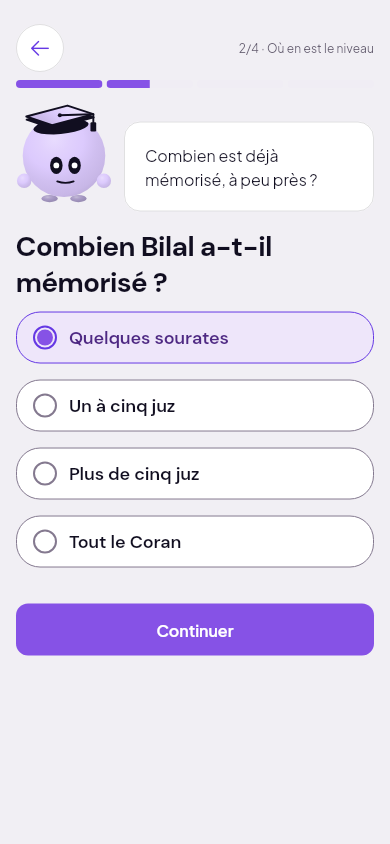 2/4 · Où en est le niveau
Combien est déjà
mémorisé, à peu près ?
Combien Bilal a-t-il
mémorisé ?
Quelques sourates
Un à cinq juz
Plus de cinq juz
Tout le Coran
Continuer